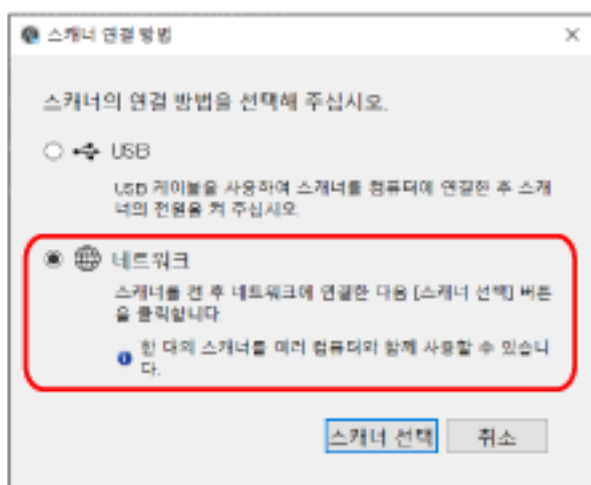 스캐너 연결 방법
스캐너의 연결 방법을 선택해 주십시오.
USB
USB 케이블을 사용하여 스캐너를 컴퓨터에 연결한 후 스캐
너의 전원을 켜 주십시오.
네트워크
스캐너를 켠 후 네트워크에 연결한 다음 [스캐너 선택] 버튼
을 클릭합니다.
한 대의 스캐너를 여러 컴퓨터와 함께 사용할 수 있습니
다.
스캐너 선택 취소